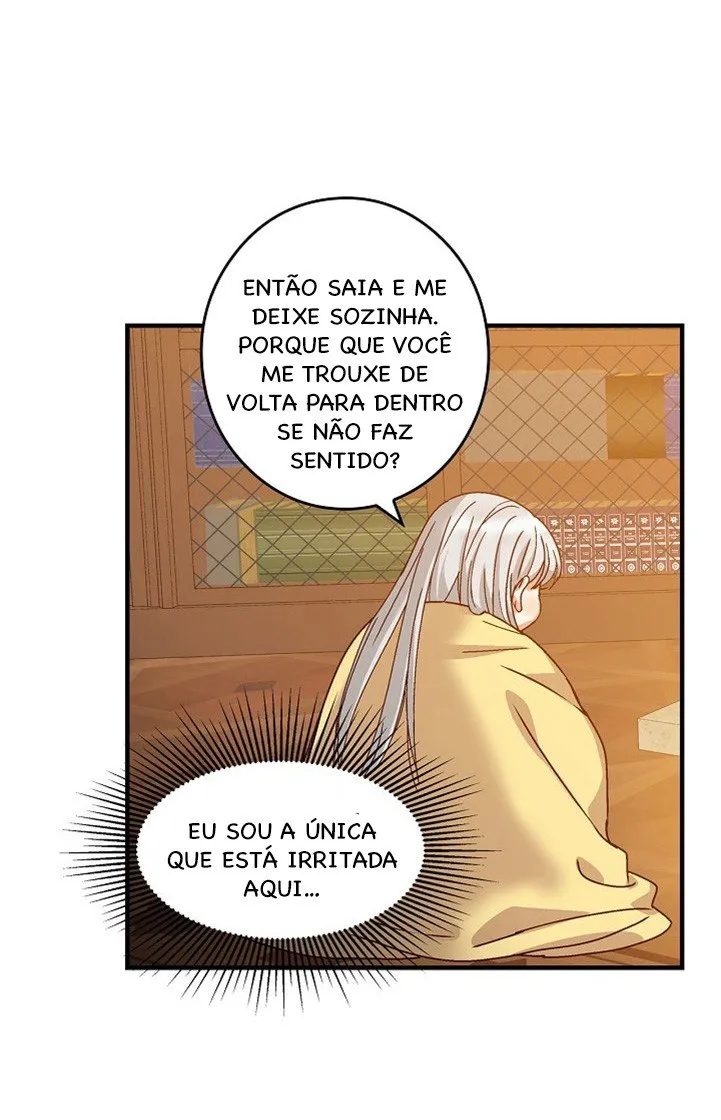 ENTÃO SAIA E ME
DEIXE SOZINHA.
PORQUE QUE VOCÊ
ME TROUXE DE
VOLTA PARA DENTRO
SE NÃO FAZ
SENTIDO?
EU SOU A ÚNICA
QUE ESTÁ IRRITADA
AQUI...